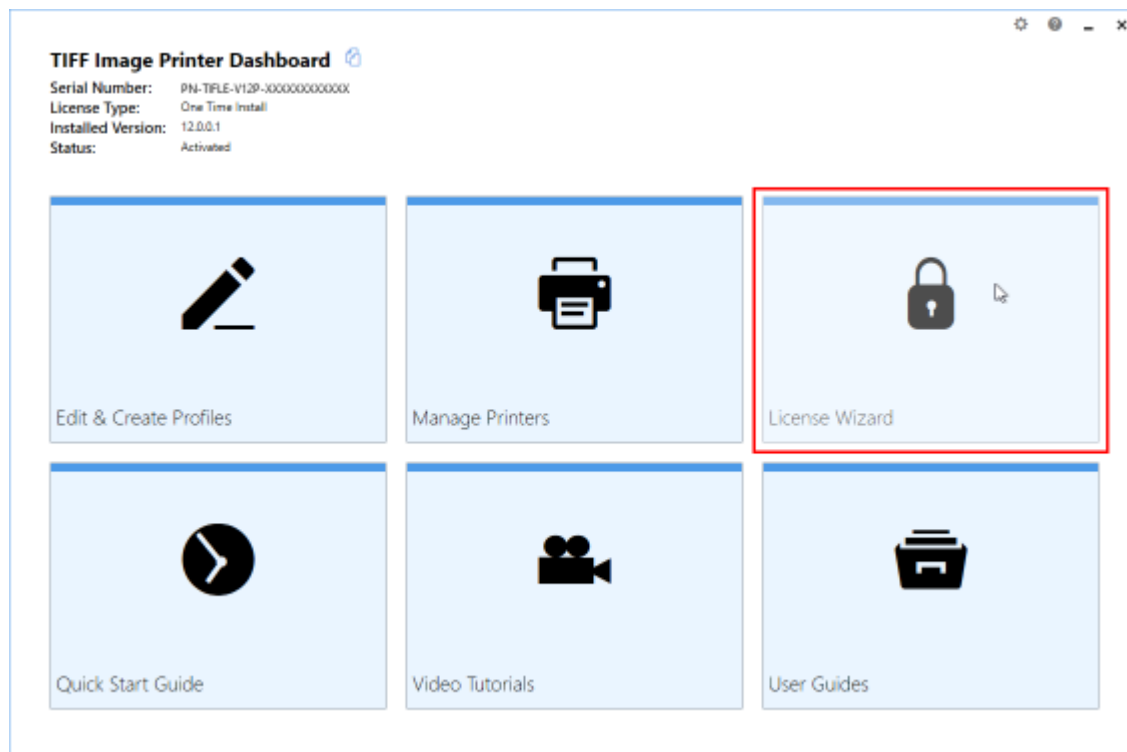 TIFF Image Printer Dashboard
Serial Number: PN-TIFLE-V12P-XXXXXXXXXXXX
License Type: One Time Install
Installed Version: 12.0.0.1
Status: Activated
Edit & Create Profiles
Manage Printers
License Wizard
Quick Start Guide
Video Tutorials
User Guides